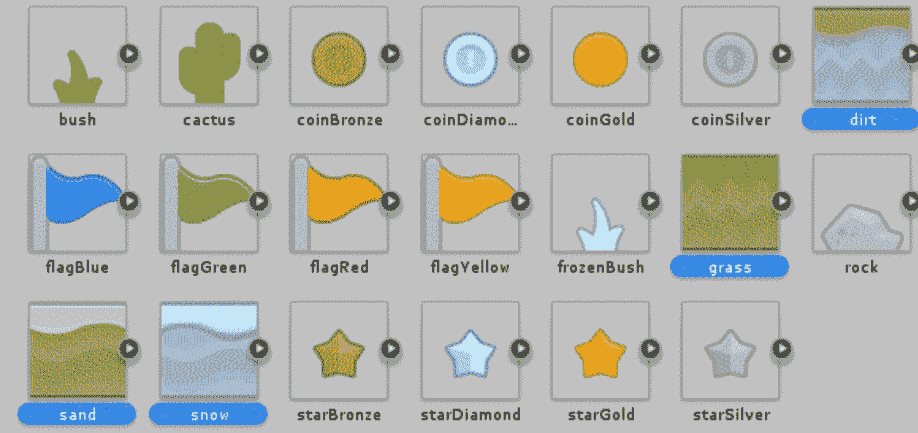 bush cactus coinBronze coinDiamo... coinGold coinSilver dirt
flagBlue flagGreen flagRed flagYellow frozenBush grass rock
sand snow starBronze starDiamond starGold starSilver